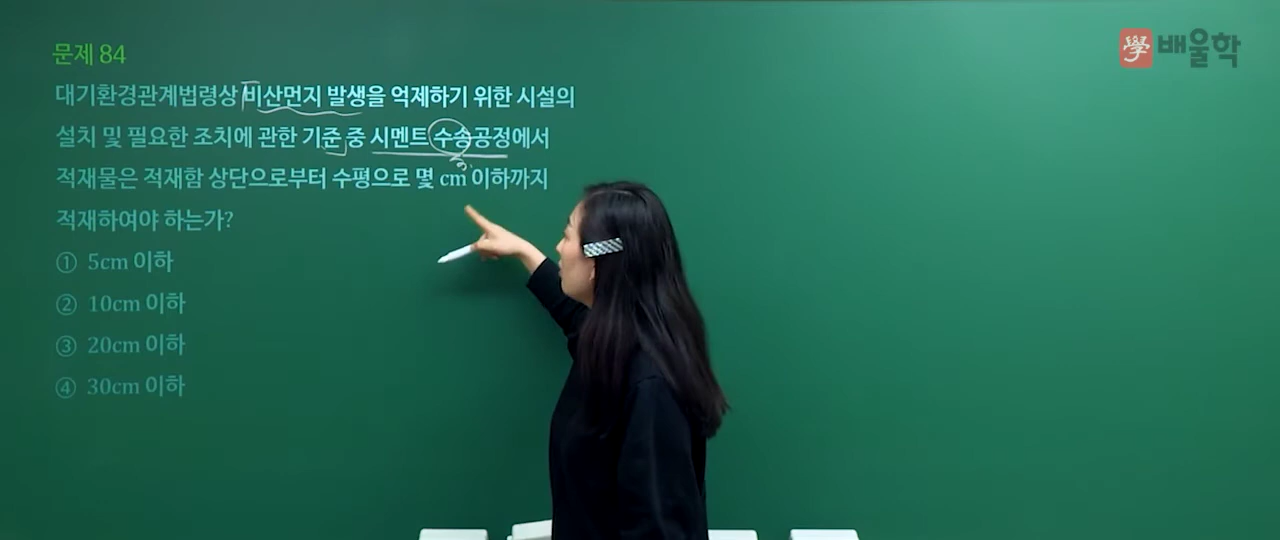 문제 84
學 배울학
대기환경관계법령상 비산먼지 발생을 억제하기 위한 시설의
설치 및 필요한 조치에 관한 기준 중 시멘트 수송공정에서
적재물은 적재함 상단으로부터 수평으로 몇 cm 이하까지
적재하여야 하는가?
① 5cm 이하
② 10cm 이하
③ 20cm 이하
④ 30cm 이하